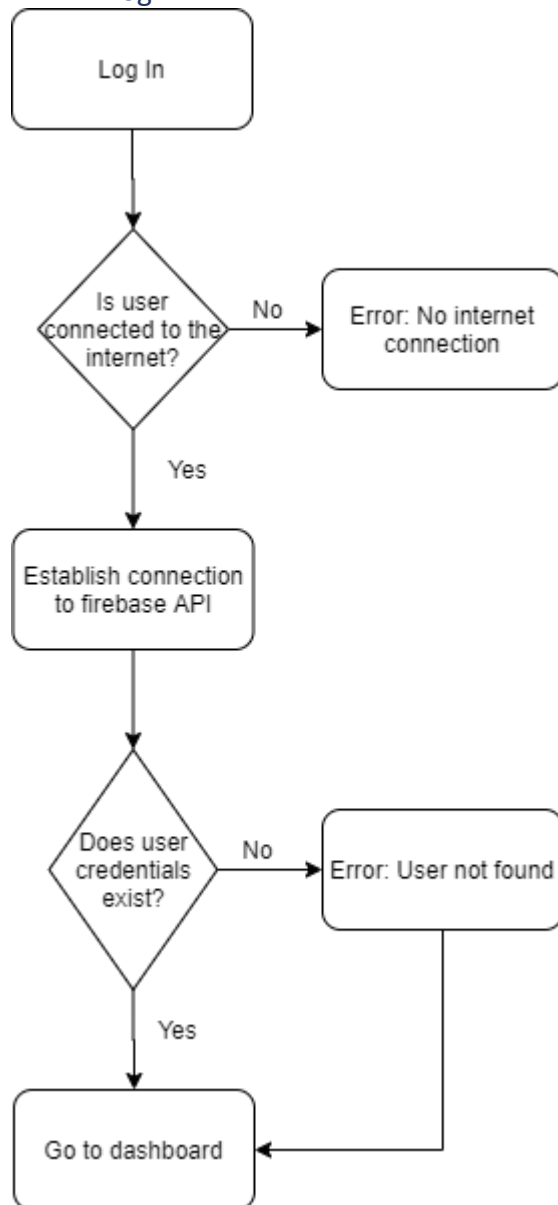 Log In
Is user
connected to the
internet?
No
Error: No internet
connection
Yes
Establish connection
to firebase API
Does user
credentials
exist?
No
Error: User not found
Yes
Go to dashboard